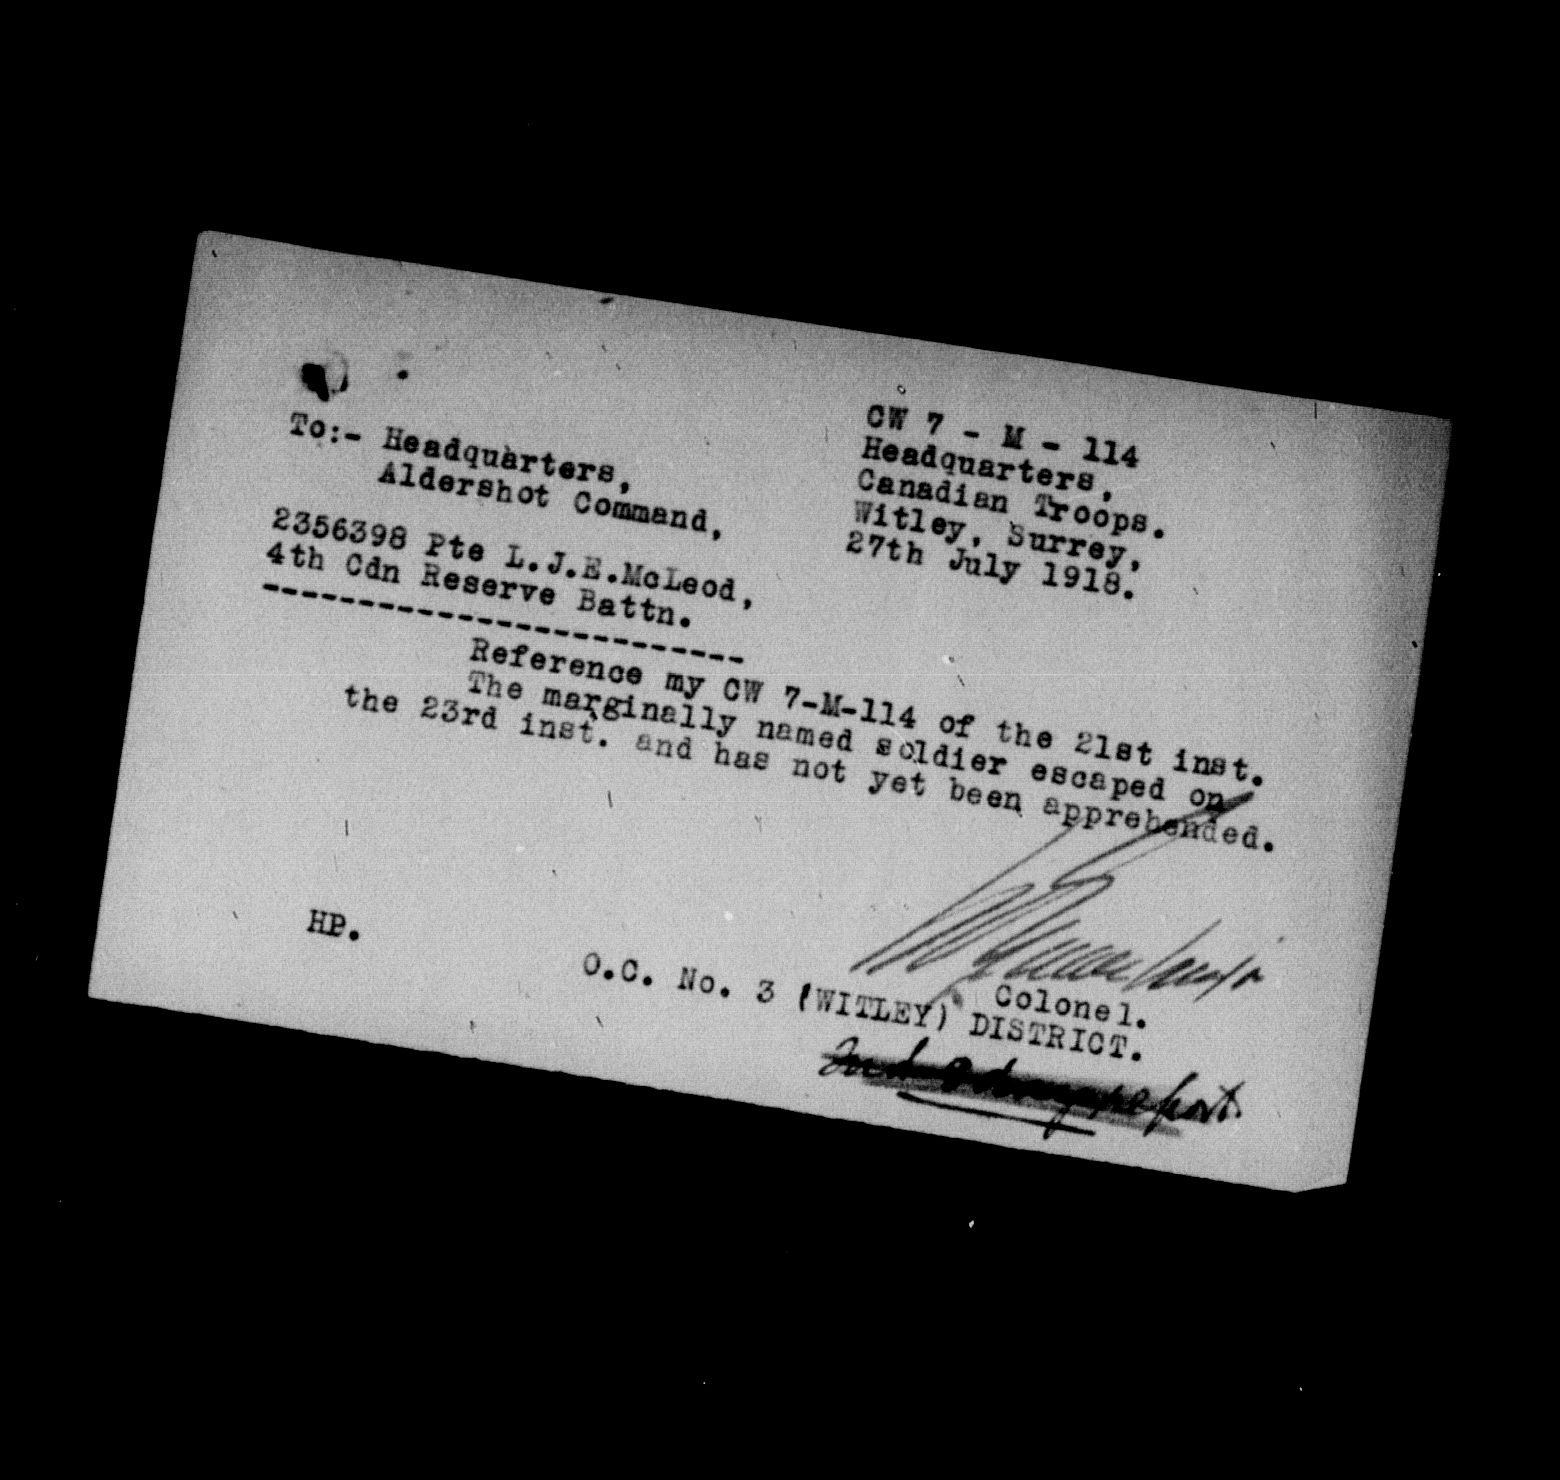 CW 7 - M - 114
Headquarters,
Canadian Troops.
Witley, Surrey,
27th July 1918.
To:- Headquarters,
Aldershot Command,
2356398 Pte L.J.E.McLeod,
4th Cdn Reserve Battn.
-------------------------
Reference my CW 7-M-114 of the 21st inst.
The marginally named soldier escaped on
the 23rd inst. and has not yet been apprehended.
Colonel.
O.C. No. 3 (WITLEY) DISTRICT.
HP.